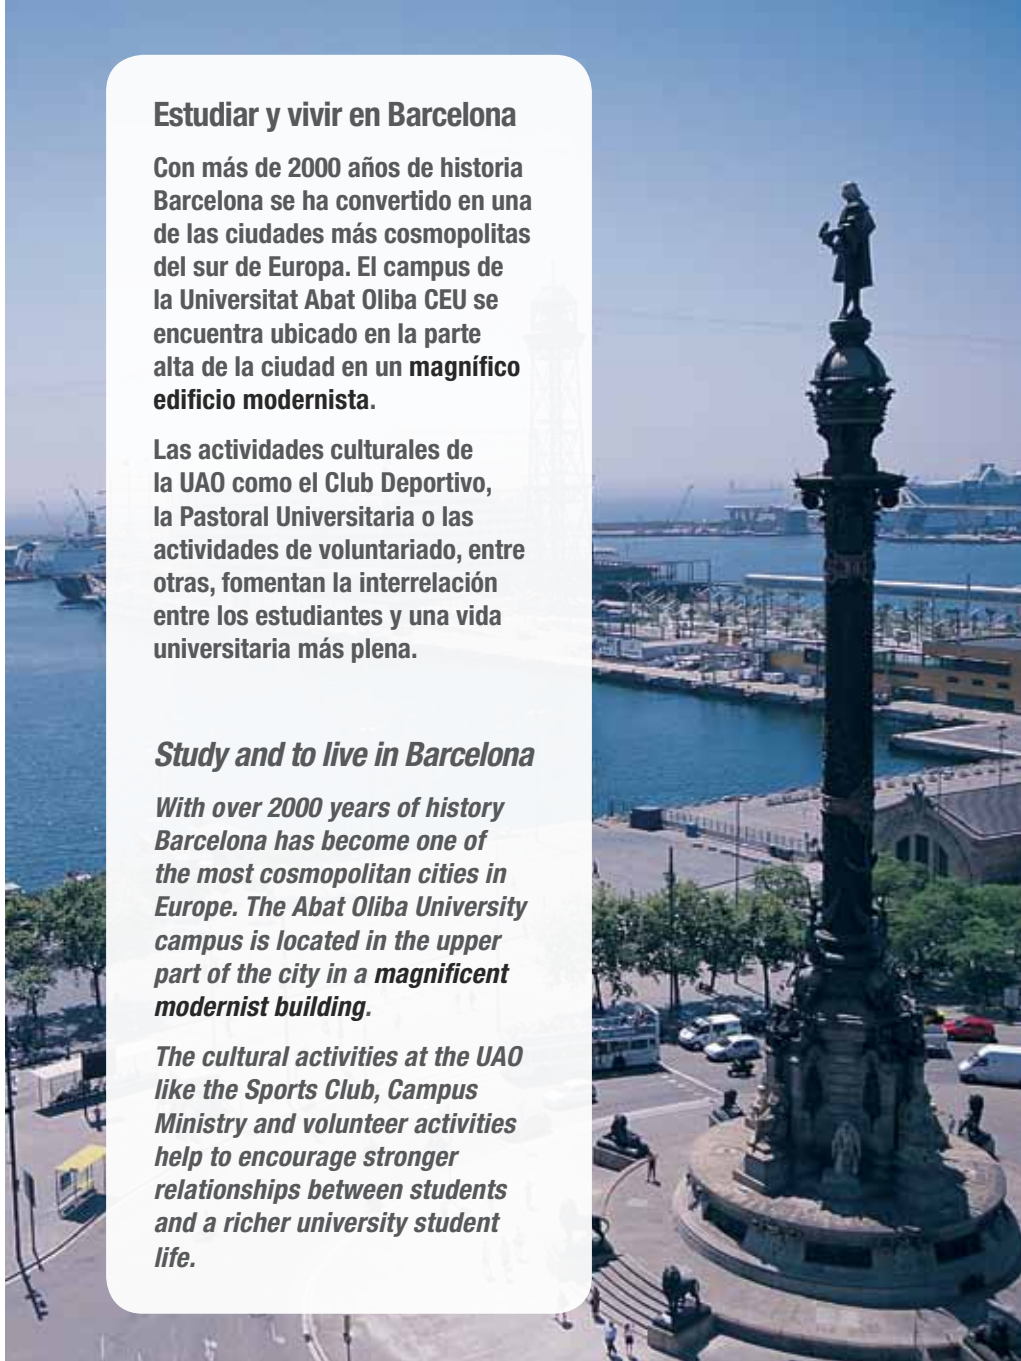 Estudiar y vivir en Barcelona
Con más de 2000 años de historia
Barcelona se ha convertido en una
de las ciudades más cosmopolitas
del sur de Europa. El campus de
la Universitat Abat Oliba CEU se
encuentra ubicado en la parte
alta de la ciudad en un magnífico
edificio modernista.
Las actividades culturales de
la UAO como el Club Deportivo,
la Pastoral Universitaria o las
actividades de voluntariado, entre
otras, fomentan la interrelación
entre los estudiantes y una vida
universitaria más plena.
Study and to live in Barcelona
With over 2000 years of history
Barcelona has become one of
the most cosmopolitan cities in
Europe. The Abat Oliba University
campus is located in the upper
part of the city in a magnificent
modernist building.
The cultural activities at the UAO
like the Sports Club, Campus
Ministry and volunteer activities
help to encourage stronger
relationships between students
and a richer university student
life.